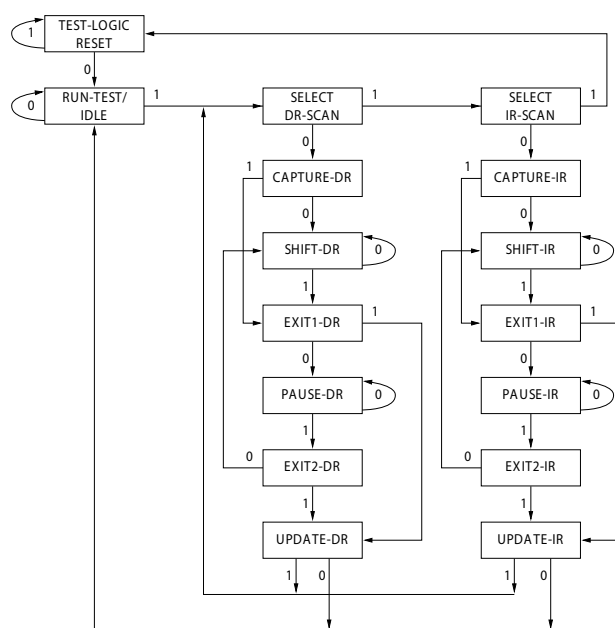 TEST-LOGIC
RESET
1
0
RUN-TEST/
IDLE
0
1
SELECT
DR-SCAN
1
SELECT
IR-SCAN
1
0
0
1
CAPTURE-DR
1
CAPTURE-IR
0
0
SHIFT-DR
0
SHIFT-IR
0
1
1
EXIT1-DR
1
EXIT1-IR
1
0
0
PAUSE-DR
0
PAUSE-IR
0
1
1
0
EXIT2-DR
0
EXIT2-IR
1
1
UPDATE-DR
UPDATE-IR
1
0
1
0